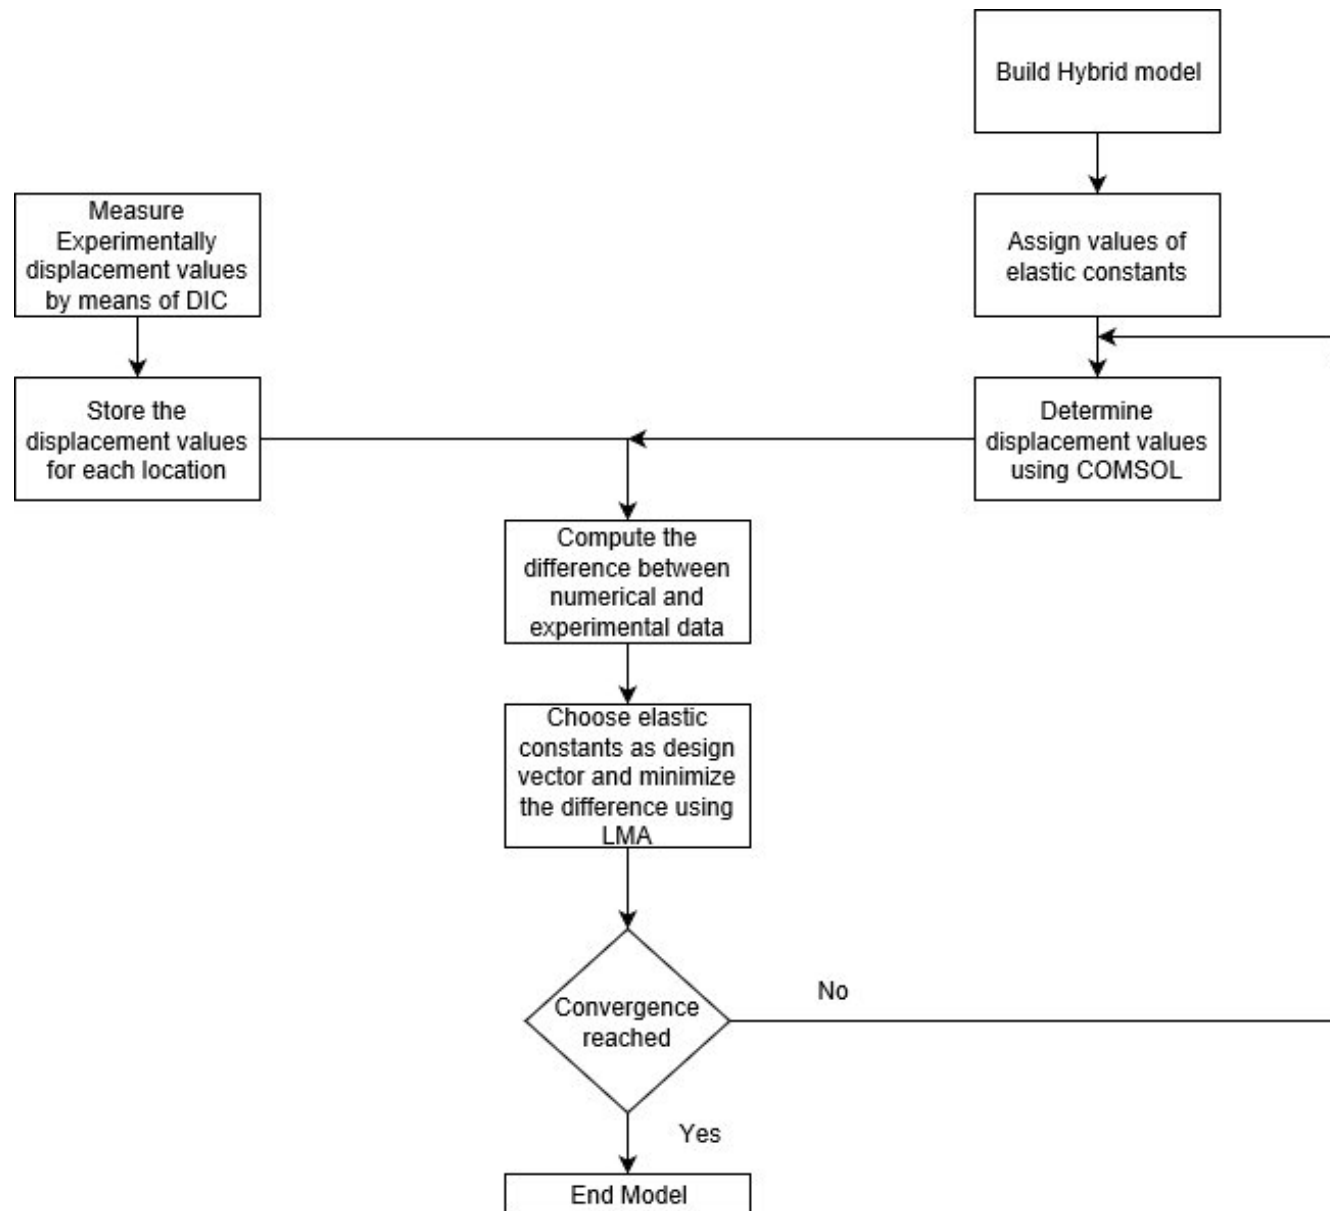 Build Hybrid model
Measure
Experimentally
displacement values
by means of DIC
Assign values of
elastic constants
Store the
displacement values
for each location
Determine
displacement values
using COMSOL
Compute the
difference between
numerical and
experimental data
Choose elastic
constants as design
vector and minimize
the difference using
LMA
Convergence
reached
No
Yes
End Model